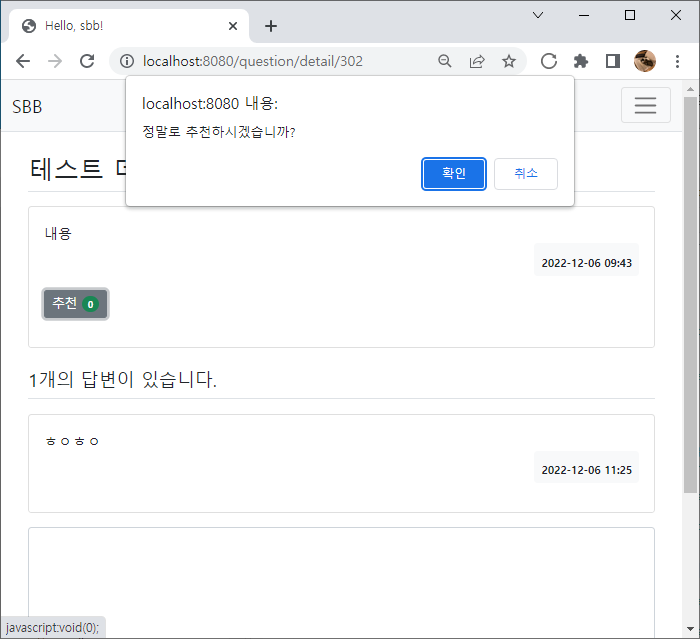 Hello, sbb!
localhost:8080/question/detail/302
SBB
localhost:8080 내용:
정말로 추천하시겠습니까?
확인 취소
테스트
내용
2022-12-06 09:43
추천 0
1개의 답변이 있습니다.
ㅎㅇㅎㅇ
2022-12-06 11:25
javascript:void(0);